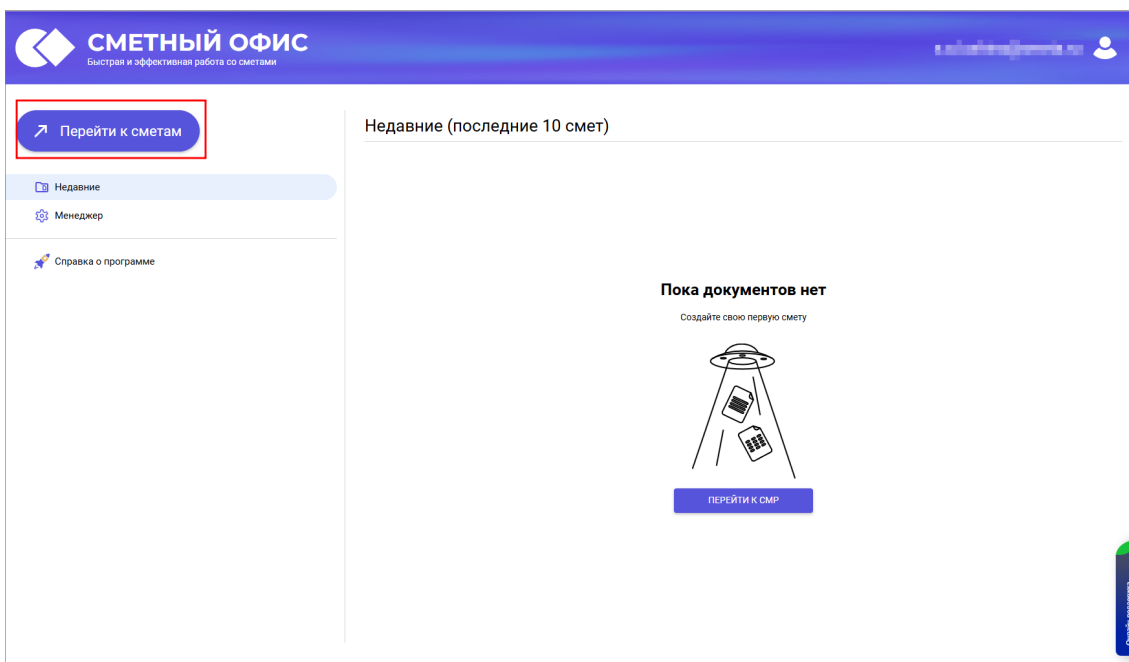 СМЕТНЫЙ ОФИС
Быстрая и эффективная работа со сметами
Перейти к сметам
Недавние
Менеджер
Справка о программе
Недавние (последние 10 смет)
Пока документов нет
Создайте свою первую смету
ПЕРЕЙТИ К СМР